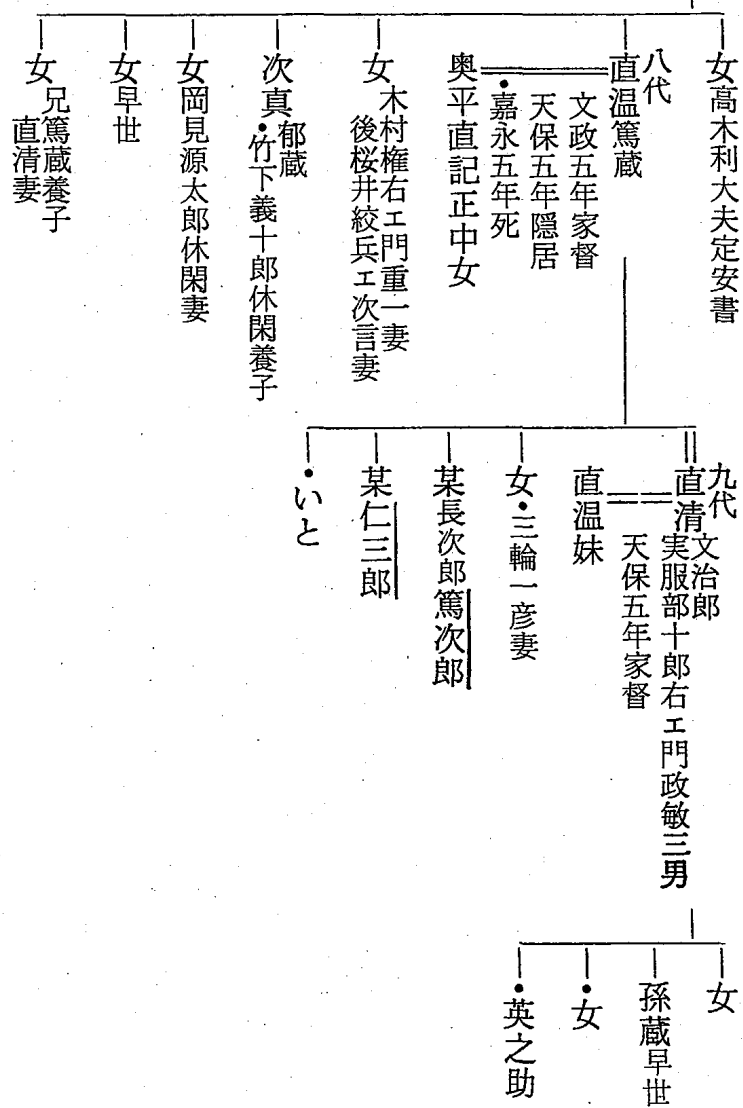 女高木利大夫定安書
八代
直温篤蔵
文政五年家督
天保五年隠居
・嘉永五年死
奥平直記正中女
女
木村権右エ門重一妻
後桜井絞兵エ次言妻
次真
郁蔵
・竹下義十郎休閑養子
女岡見源太郎休閑妻
女早世
女
兄篤蔵養子
直清妻
九代
直清
文治郎
実服部十郎右エ門政敏三男
天保五年家督
直温妹
女・三輪一彦妻
某長次郎篤次郎
某仁三郎
・いと
女
孫蔵早世
・女
・英之助